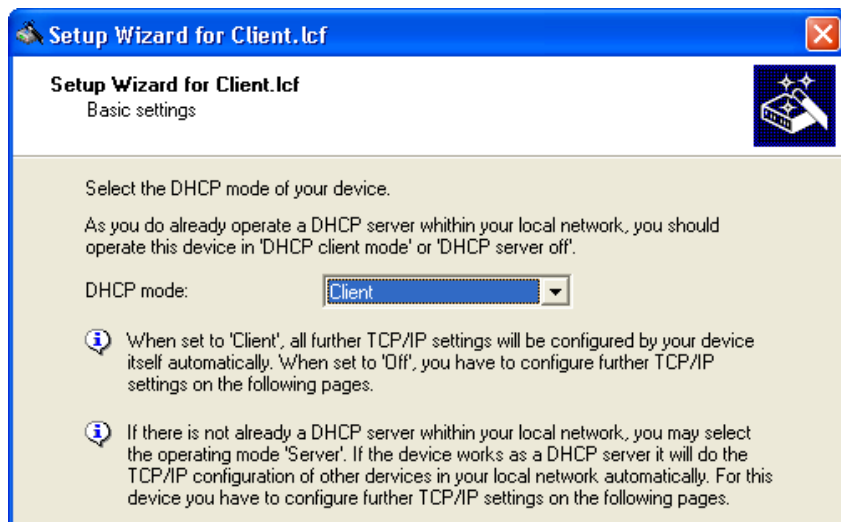 Setup Wizard for Client.lcf
Setup Wizard for Client.lcf
Basic settings
Select the DHCP mode of your device.
As you do already operate a DHCP server whithin your local network, you should
operate this device in 'DHCP client mode' or 'DHCP server off'.
DHCP mode: Client
When set to 'Client', all further TCP/IP settings will be configured by your device
itself automatically. When set to 'Off', you have to configure further TCP/IP
settings on the following pages.
If there is not already a DHCP server whithin your local network, you may select
the operating mode 'Server'. If the device works as a DHCP server it will do the
TCP/IP configuration of other dervices in your local network automatically. For this
device you have to configure further TCP/IP settings on the following pages.